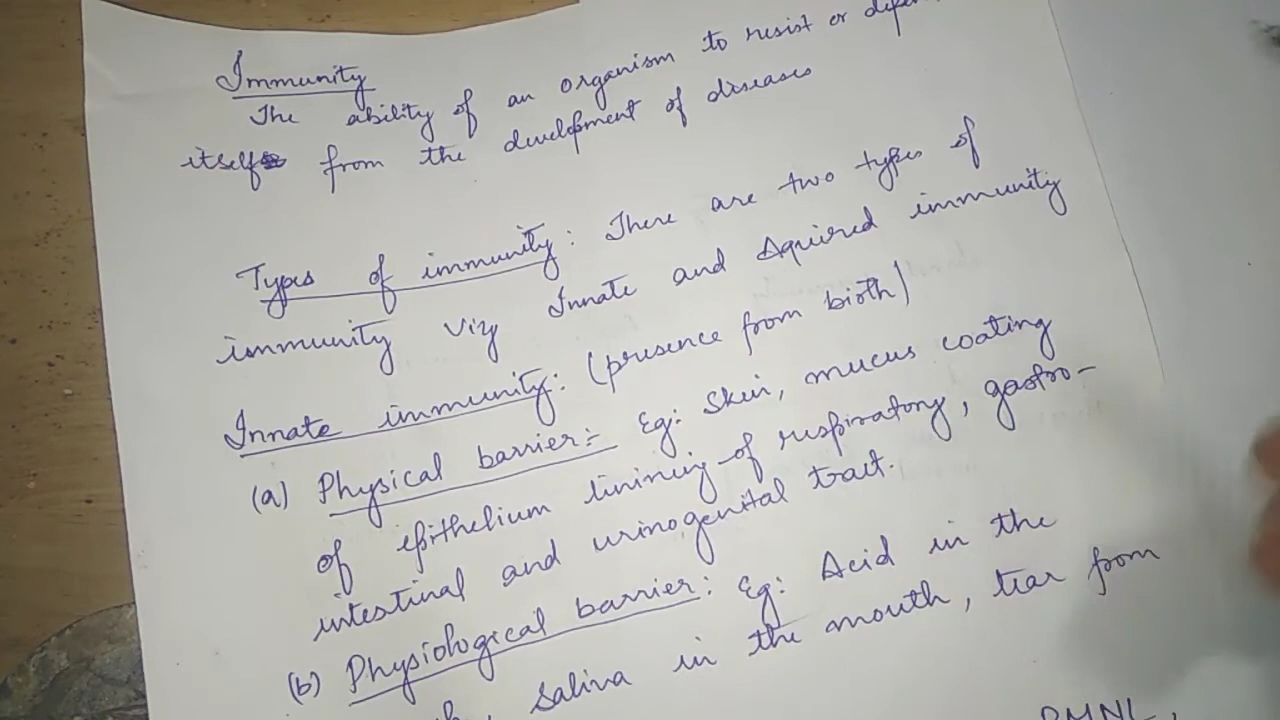 Immunity
The ability of an organism to resist or
itself from the development of diseases
Types of immunity: There are two types of
immunity viz Innate and Aquired immunity
Innate immunity: (presence from birth)
(a) Physical barrier:- Eg: Skin, mucus coating
of epithelium lining of respiratory, gastro-
intestinal and urinogenital tract.
(b) Physiological barrier: Eg: Acid in the
saliva in the mouth, tear from
PMNL,